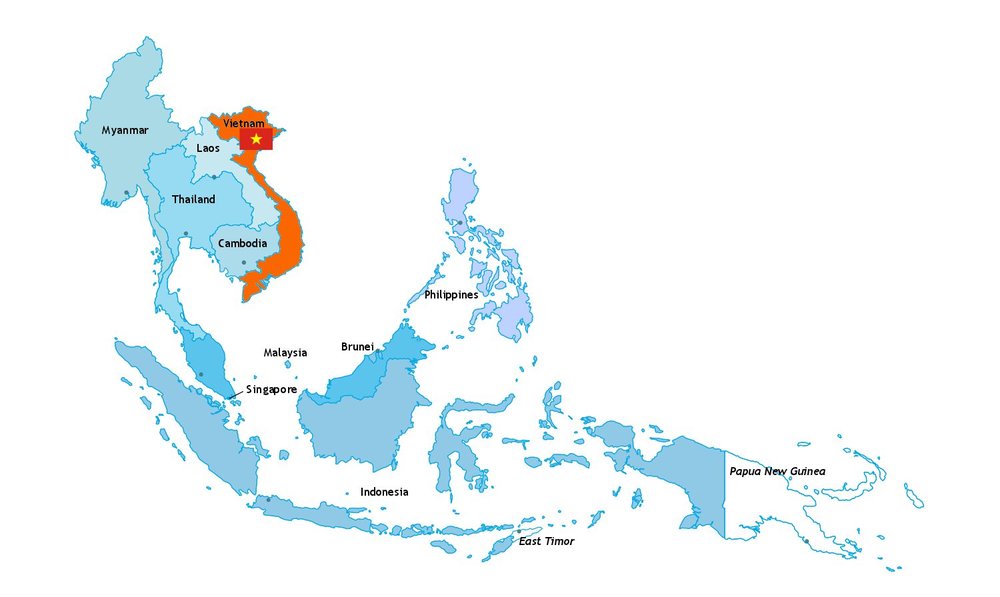 Vietnam
Myanmar
Laos
Thailand
Cambodia
Philippines
Brunei
Malaysia
Singapore
Papua New Guinea
Indonesia
East Timor